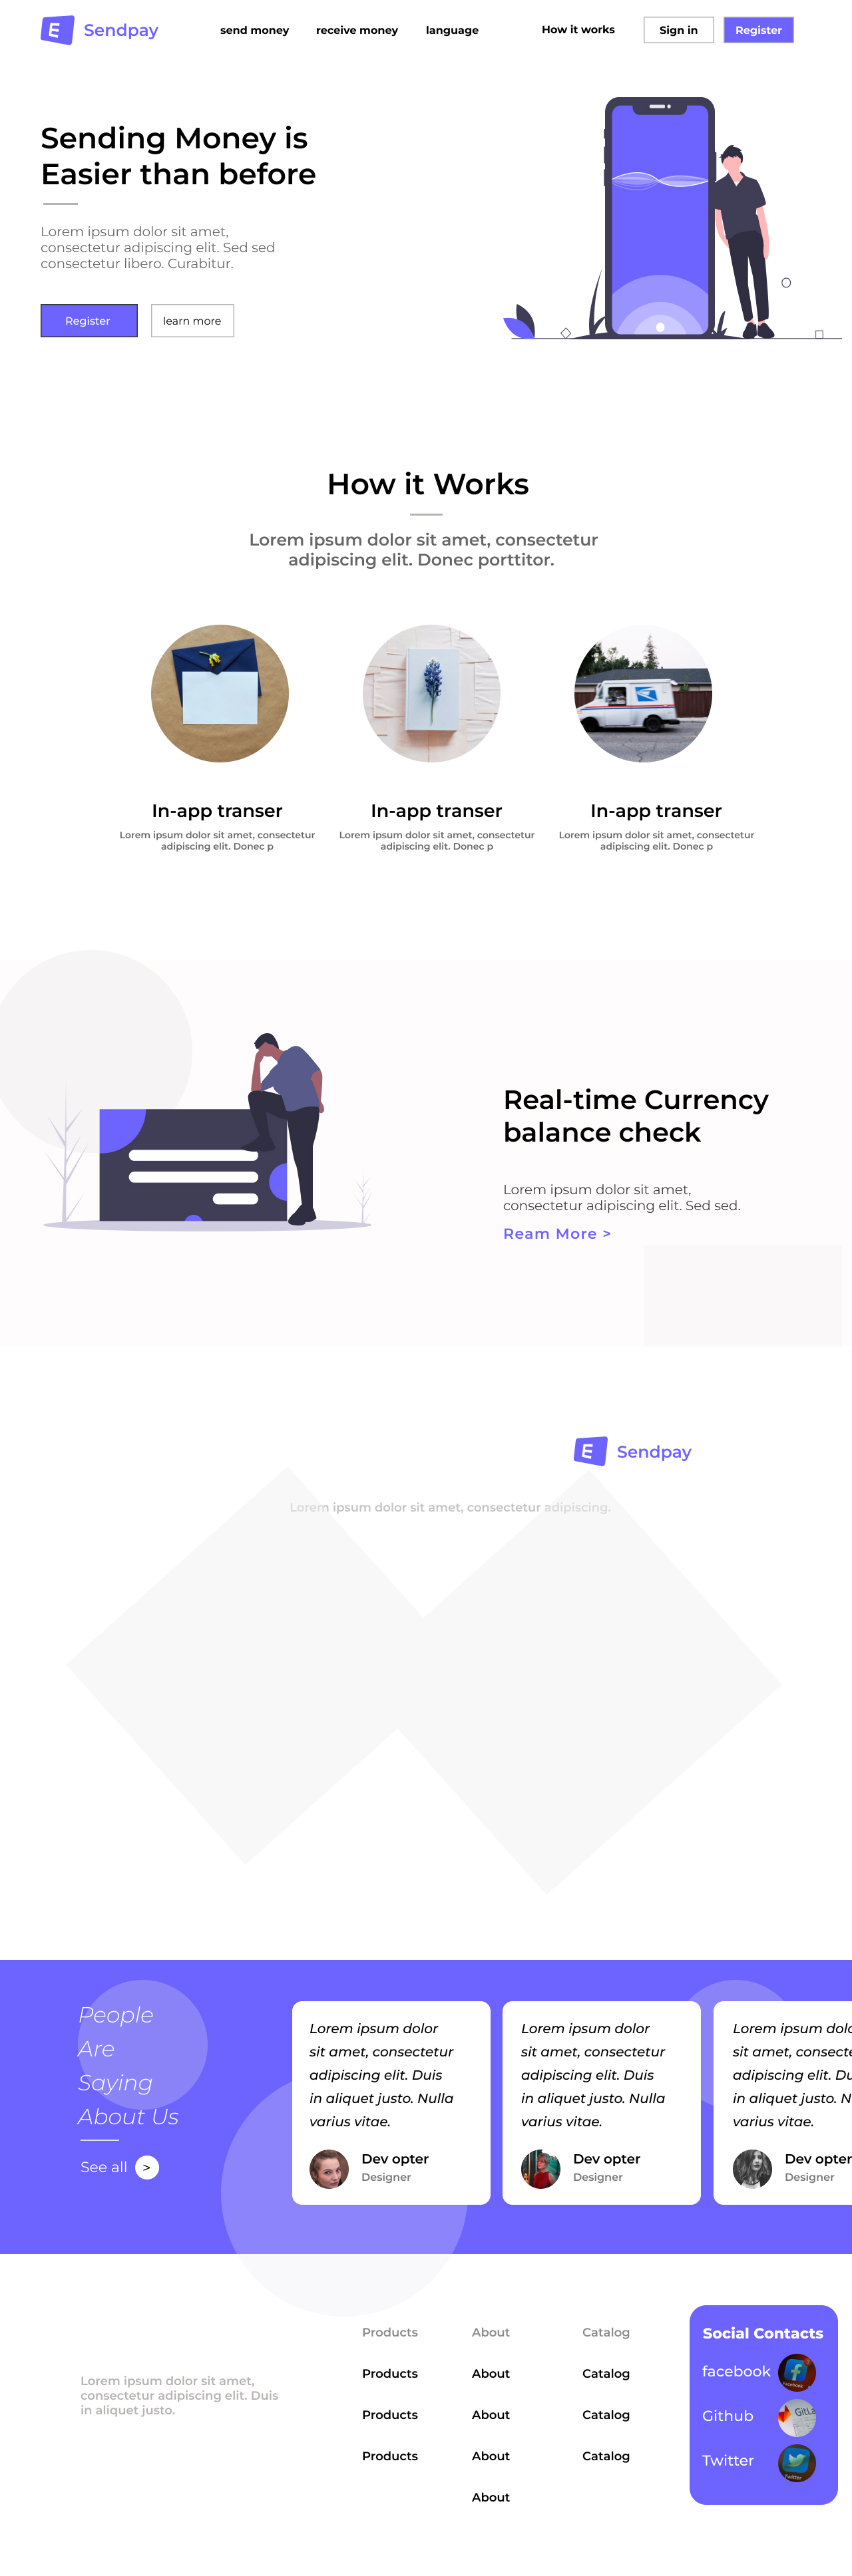 E Sendpay
send money
receive money
language
How it works
Sign in
Register
Sending Money is
Easier than before
Lorem ipsum dolor sit amet,
consectetur adipiscing elit. Sed sed
consectetur libero. Curabitur.
Register
learn more
How it Works
Lorem ipsum dolor sit amet, consectetur
adipiscing elit. Donec porttitor.
In-app transer
Lorem ipsum dolor sit amet, consectetur
adipiscing elit. Donec p
In-app transer
Lorem ipsum dolor sit amet, consectetur
adipiscing elit. Donec p
In-app transer
Lorem ipsum dolor sit amet, consectetur
adipiscing elit. Donec p
Real-time Currency
balance check
Lorem ipsum dolor sit amet,
consectetur adipiscing elit. Sed sed.
Ream More >
E Sendpay
Lorem ipsum dolor sit amet, consectetur adipiscing.
People
Are
Saying
About Us
See all >
Lorem ipsum dolor
sit amet, consectetur
adipiscing elit. Duis
in aliquet justo. Nulla
varius vitae.
Dev opter
Designer
Lorem ipsum dolor
sit amet, consectetur
adipiscing elit. Duis
in aliquet justo. Nulla
varius vitae.
Dev opter
Designer
Lorem ipsum
sit amet,
adipiscing elit.
in aliquet justo.
varius vitae.
Dev opter
Designer
Lorem ipsum dolor sit amet,
consectetur adipiscing elit. Duis
in aliquet justo.
Products
Products
Products
Products
About
About
About
About
About
Catalog
Catalog
Catalog
Catalog
Social Contacts
facebook
Github
Twitter